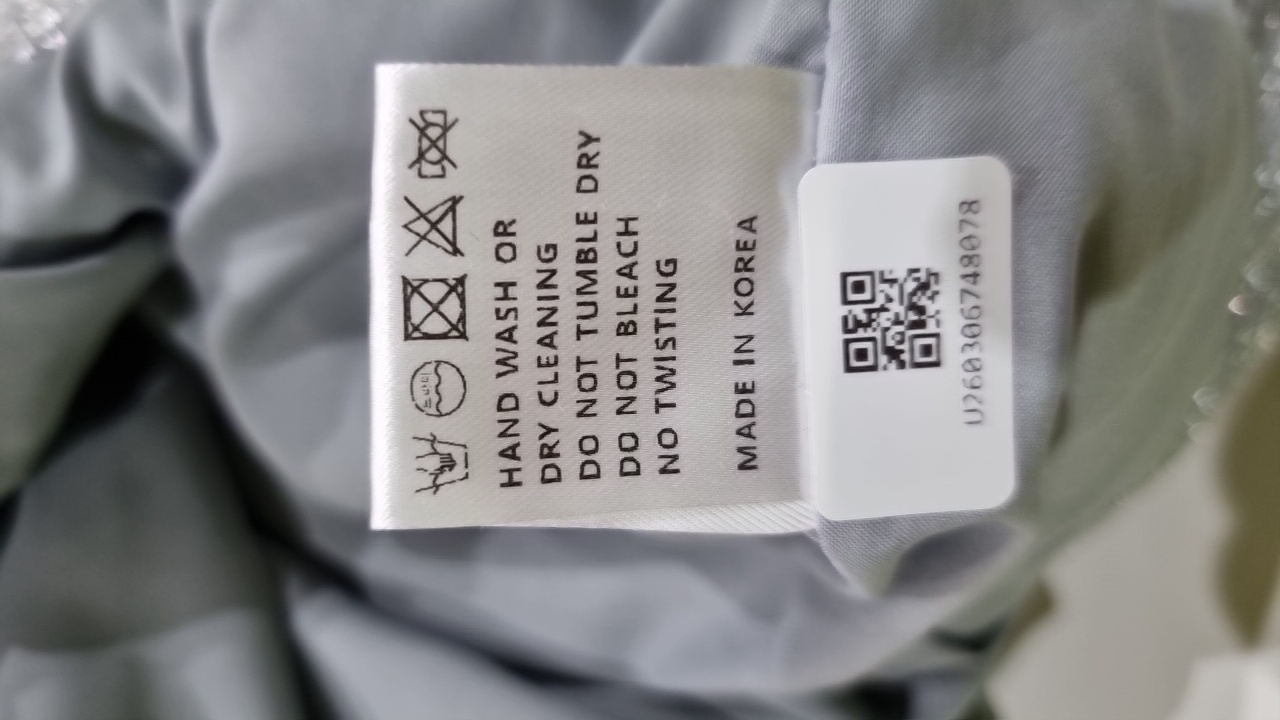 HAND WASH OR
DRY CLEANING
DO NOT TUMBLE DRY
DO NOT BLEACH
NO TWISTING
MADE IN KOREA
U260306748078